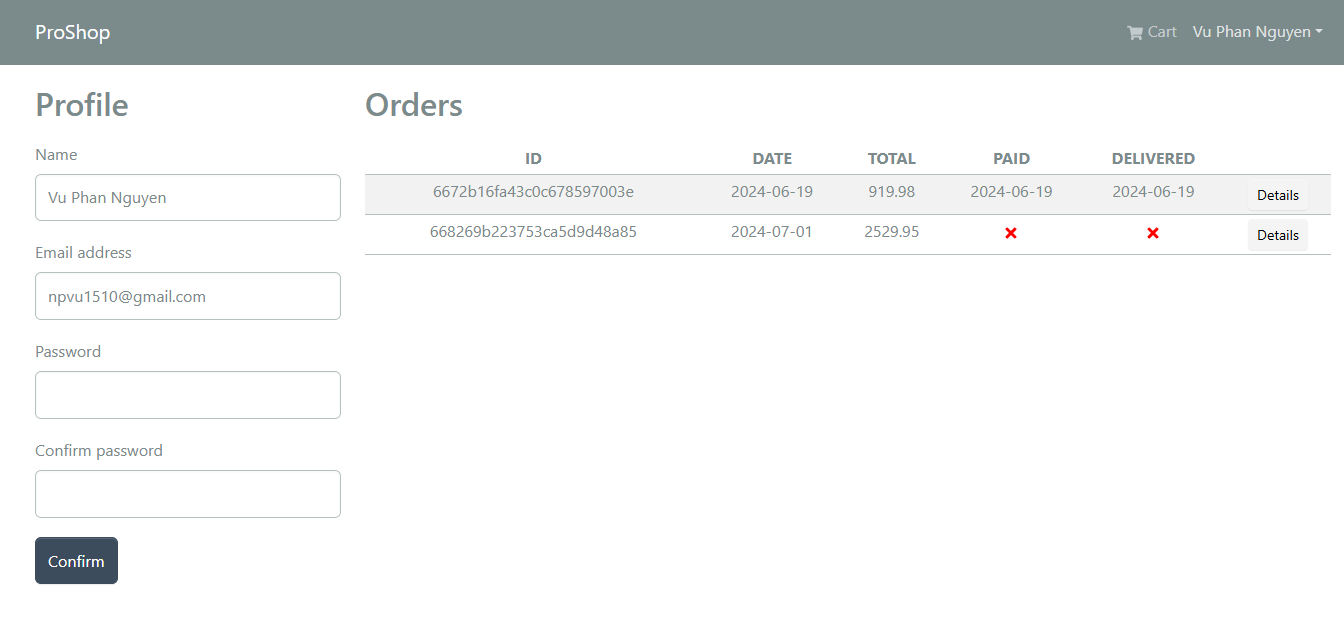 ProShop
Cart Vu Phan Nguyen
Profile
Name
Vu Phan Nguyen
Email address
npvu1510@gmail.com
Password
Confirm password
Confirm
Orders
ID DATE TOTAL PAID DELIVERED
6672b16fa43c0c678597003e 2024-06-19 919.98 2024-06-19 2024-06-19 Details
668269b223753ca5d9d48a85 2024-07-01 2529.95 Details